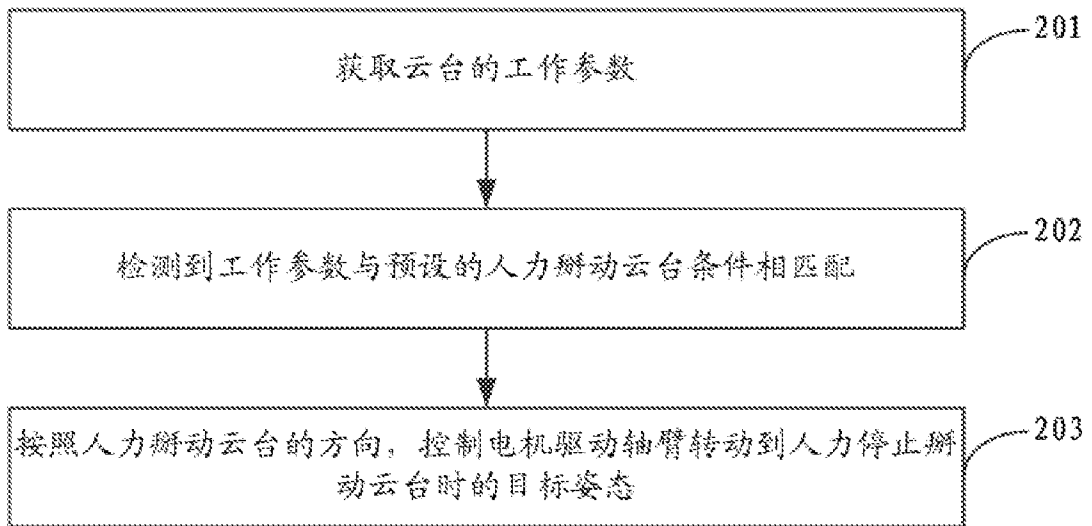 获取云台的工作参数
201
检测到工作参数与预设的人力掰动云台条件相匹配
202
按照人力掰动云台的方向，控制电机驱动轴臂转动到人力停止掰
动云台时的目标姿态
203